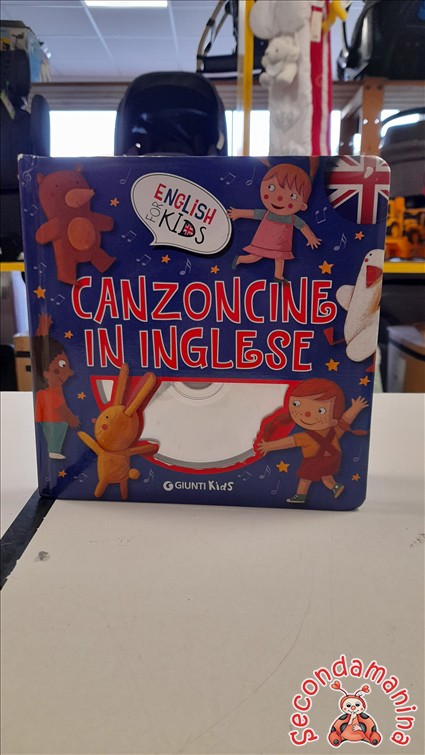 ENGLISH
FOR
KIDS
CANZONCINE
IN INGLESE
GIUNTI Kids
Secondamanina